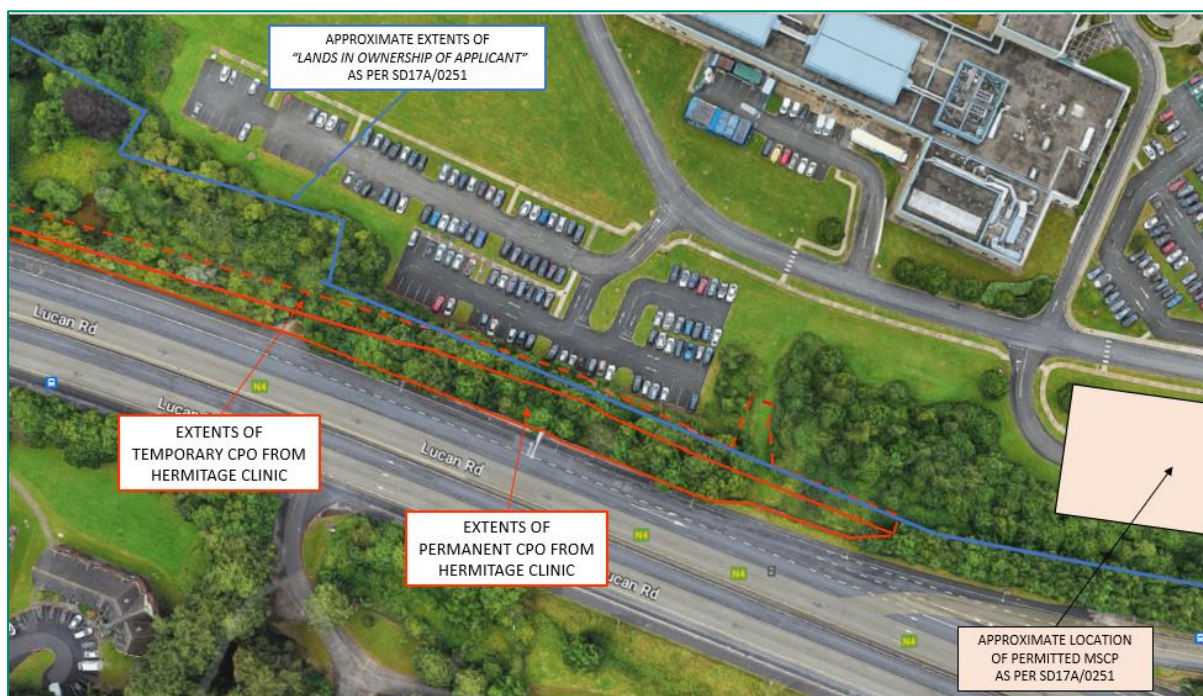 APPROXIMATE EXTENTS OF
“LANDS IN OWNERSHIP OF APPLICANT”
AS PER SD17A/0251
Lucan Rd
N4
EXTENTS OF
TEMPORARY CPO FROM
HERMITAGE CLINIC
Lucan Rd
N4
EXTENTS OF
PERMANENT CPO FROM
HERMITAGE CLINIC
N4
N4
Lucan Rd
N4
N4
APPROXIMATE LOCATION
OF PERMITTED MSCP
AS PER SD17A/0251